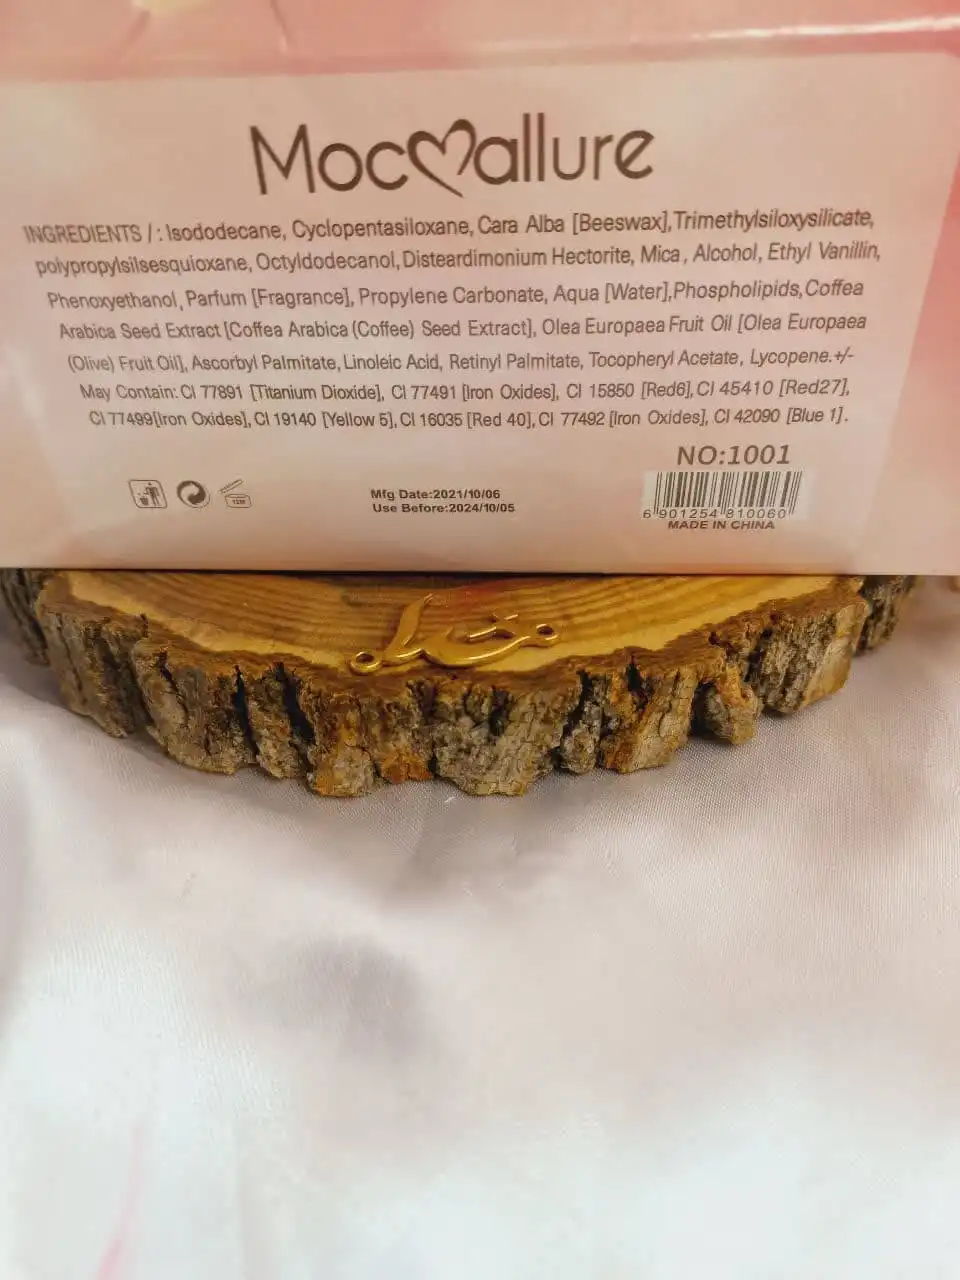 Mocallure
INGREDIENTS / : Isododecane, Cyclopentasiloxane, Cara Alba [Beeswax],Trimethylsiloxysilicate,
polypropylsilsesquioxane, Octyldodecanol, Disteardimonium Hectorite, Mica , Alcohol, Ethyl Vanillin,
Phenoxyethanol, Parfum [Fragrance], Propylene Carbonate, Aqua [Water],Phospholipids,Coffea
Arabica Seed Extract [Coffea Arabica (Coffee) Seed Extract], Olea Europaea Fruit Oil [Olea Europaea
(Olive) Fruit Oil], Ascorbyl Palmitate, Linoleic Acid, Retinyl Palmitate, Tocopheryl Acetate, Lycopene.+/-
May Contain: CI 77891 [Titanium Dioxide], CI 77491 [Iron Oxides], CI 15850 [Red6], CI 45410 [Red27],
CI 77499[Iron Oxides], CI 19140 [Yellow 5], CI 16035 [Red 40], CI 77492 [Iron Oxides], CI 42090 [Blue 1] .
NO:1001
12M
Mfg Date:2021/10/06
Use Before:2024/10/05
6 901254 810060
MADE IN CHINA